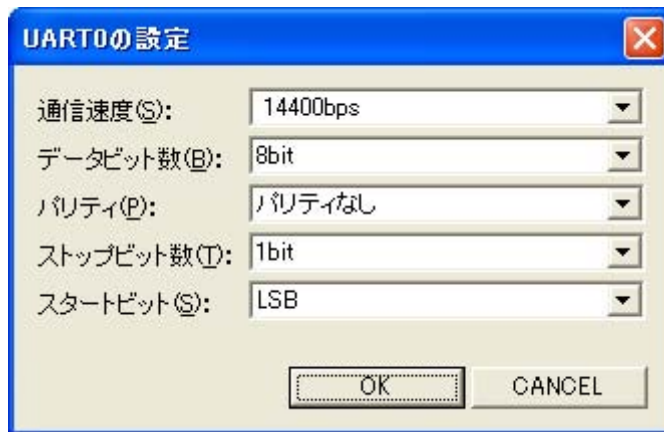 UART0の設定
通信速度(S): 14400bps
データビット数(B): 8bit
パリティ(P): パリティなし
ストップビット数(T): 1bit
スタートビット(S): LSB
OK CANCEL